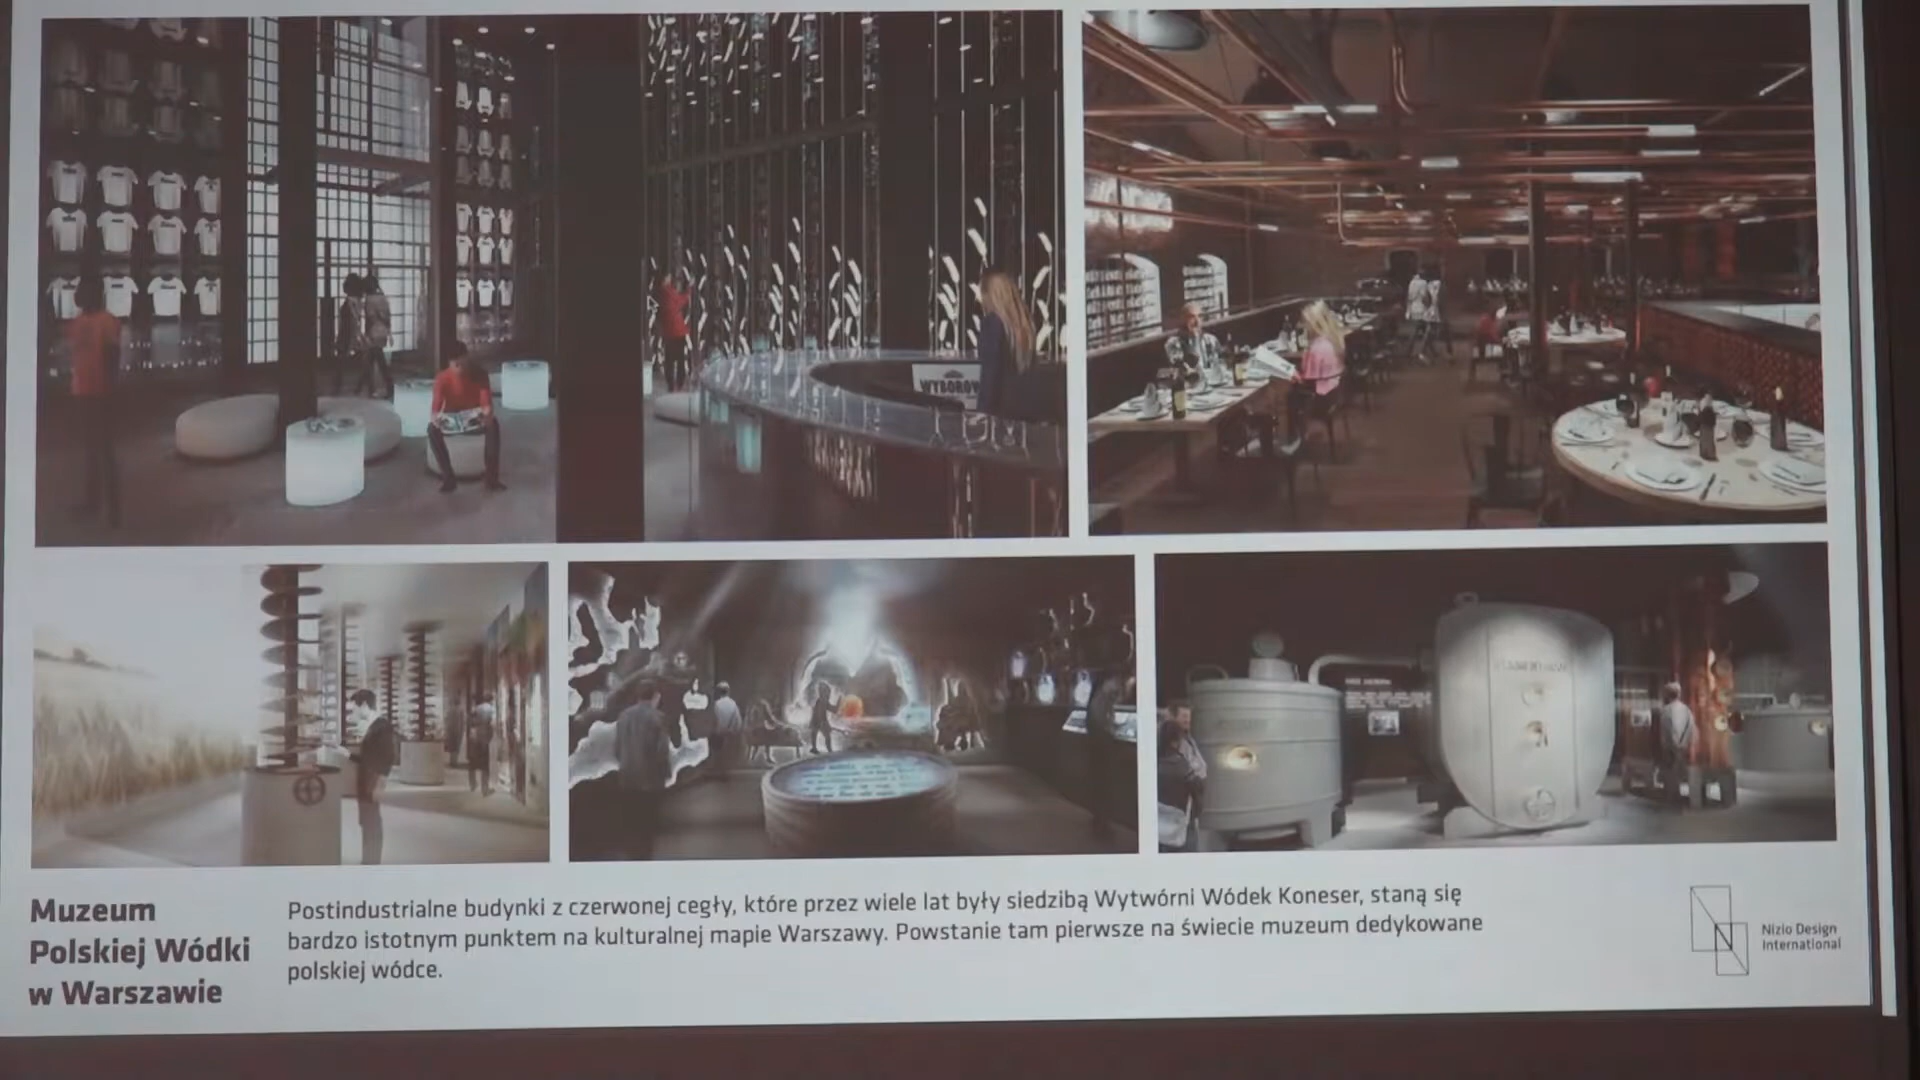 WYBOROW
Muzeum
Polskiej Wódki
w Warszawie
Postindustrialne budynki z czerwonej cegły, które przez wiele lat były siedzibą Wytwórni Wódek Koneser, staną się
bardzo istotnym punktem na kulturalnej mapie Warszawy. Powstanie tam pierwsze na świecie muzeum dedykowane
polskiej wódce.
Nizio Design
International